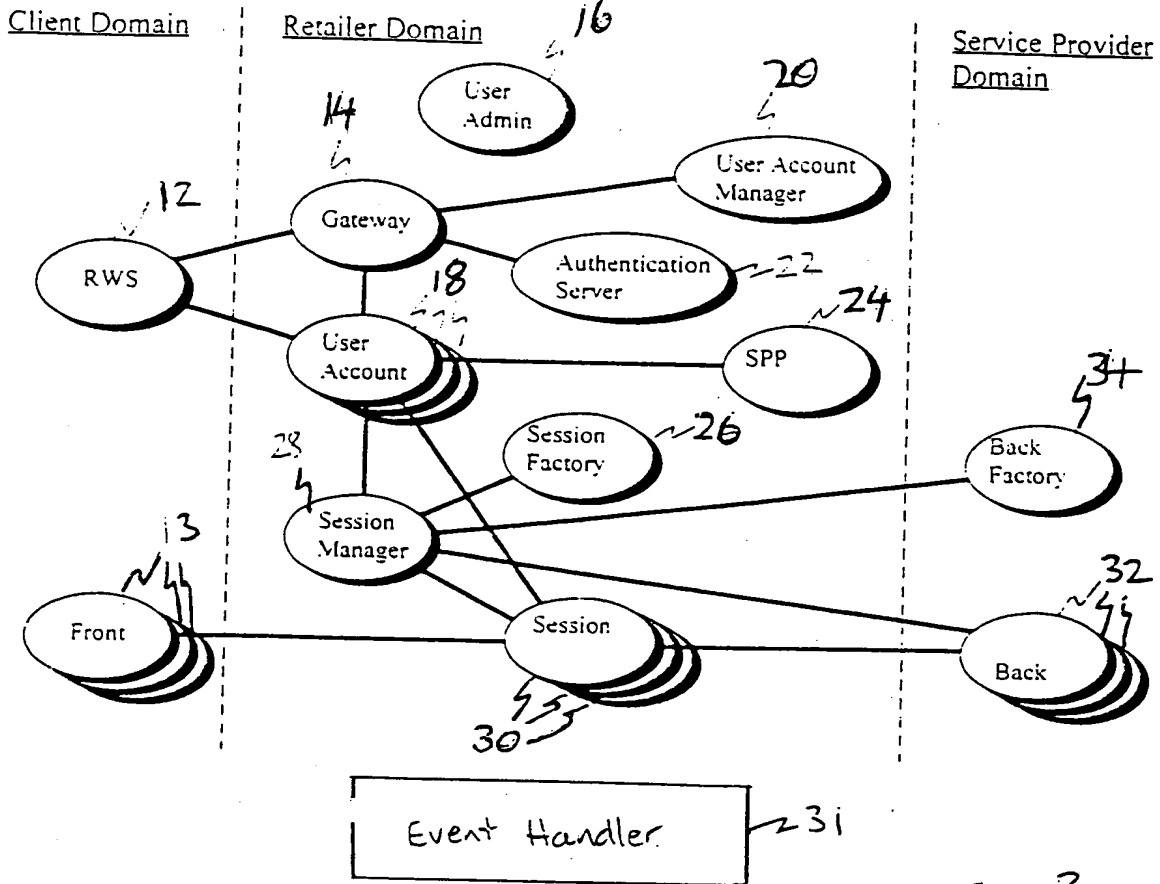 Client Domain
Retailer Domain
16
Service Provider
Domain
User
Admin
20
14
User Account
Manager
12
Gateway
RWS
Authentication
Server
22
18
24
User
Account
SPP
34
Session
Factory
26
Back
Factory
28
Session
Manager
13
32
Front
Session
Back
30
Event Handler
31